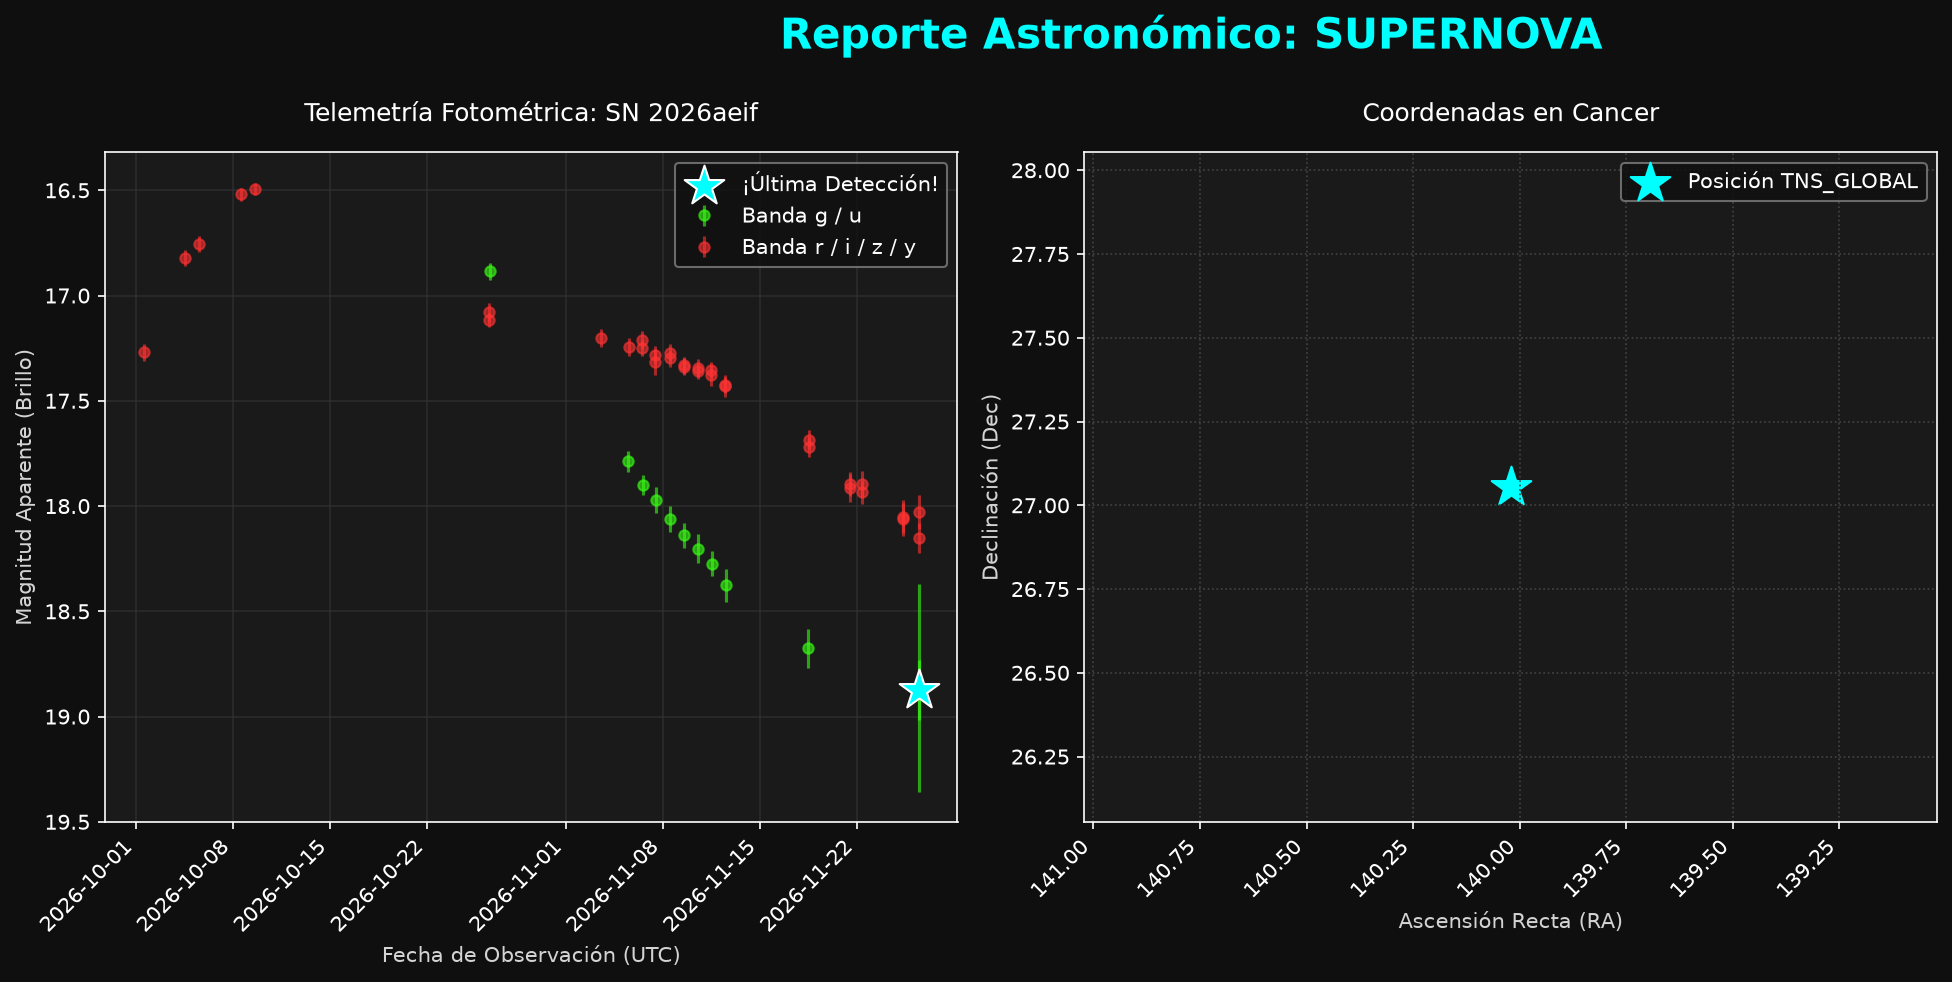 Reporte Astronómico: SUPERNOVA
Telemetría Fotométrica: SN 2026aeif
¡Última Detección!
Banda g / u
Banda r / i / z / y
Magnitud Aparente (Brillo)
16.5
17.0
17.5
18.0
18.5
19.0
19.5
2026-10-01
2026-10-08
2026-10-15
2026-10-22
2026-11-01
2026-11-08
2026-11-15
2026-11-22
Fecha de Observación (UTC)
Coordenadas en Cancer
Posición TNS_GLOBAL
Declinación (Dec)
28.00
27.75
27.50
27.25
27.00
26.75
26.50
26.25
141.00
140.75
140.50
140.25
140.00
139.75
139.50
139.25
Ascensión Recta (RA)